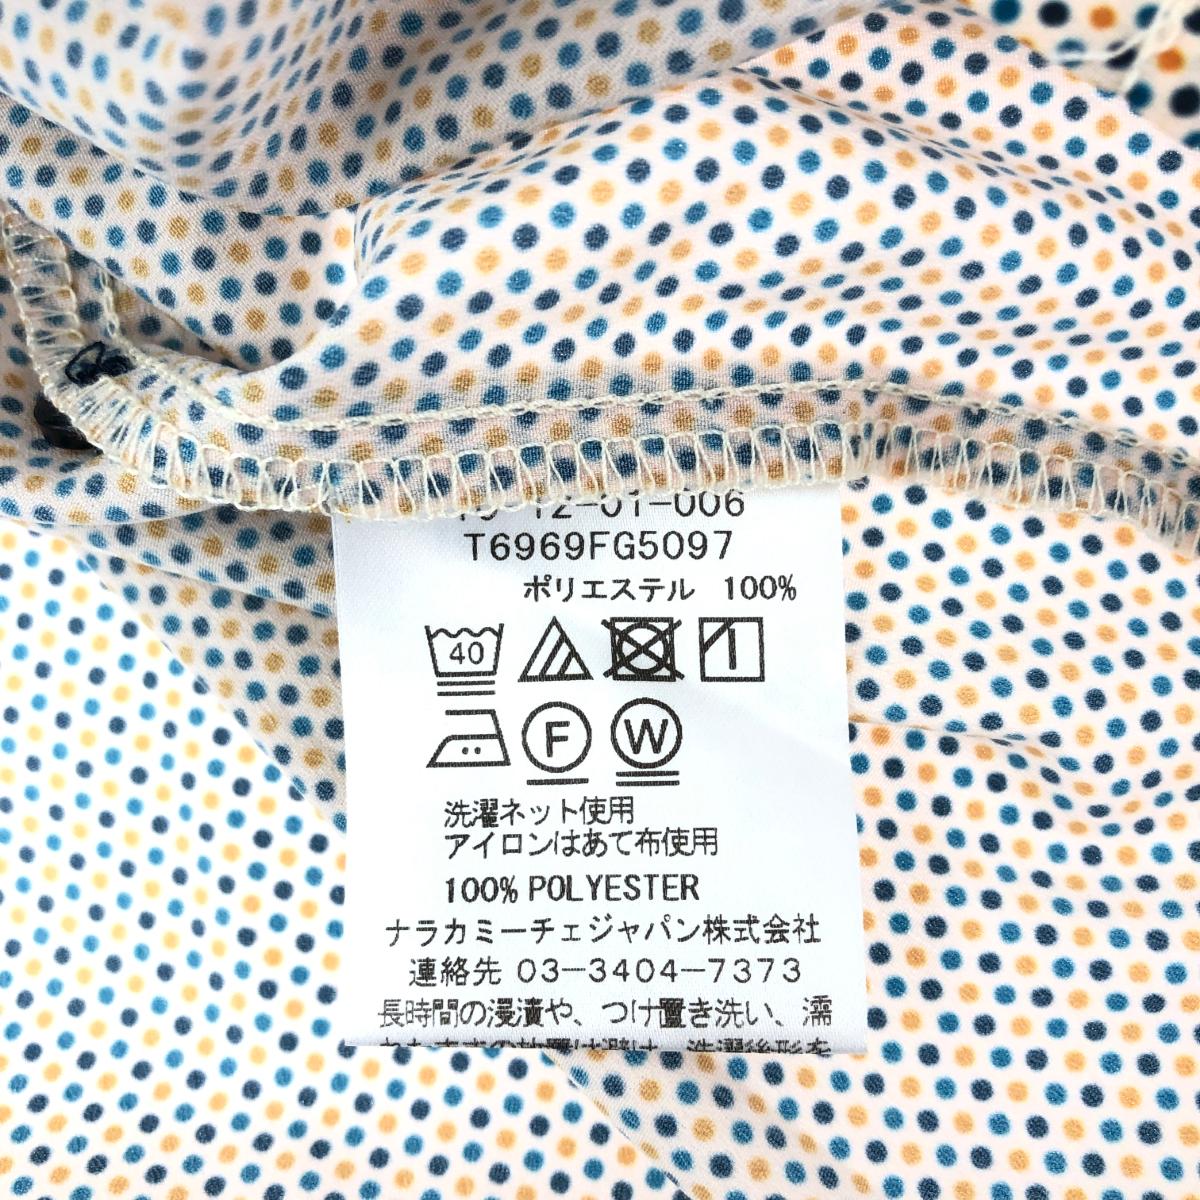 12-01-006
T6969FG5097
ポリエステル 100%
40
F W
洗濯ネット使用
アイロンはあて布使用
100% POLYESTER
ナラカミーチェジャパン株式会社
連絡先 03-3404-7373
長時間の浸漬や、つけ置き洗い、濡